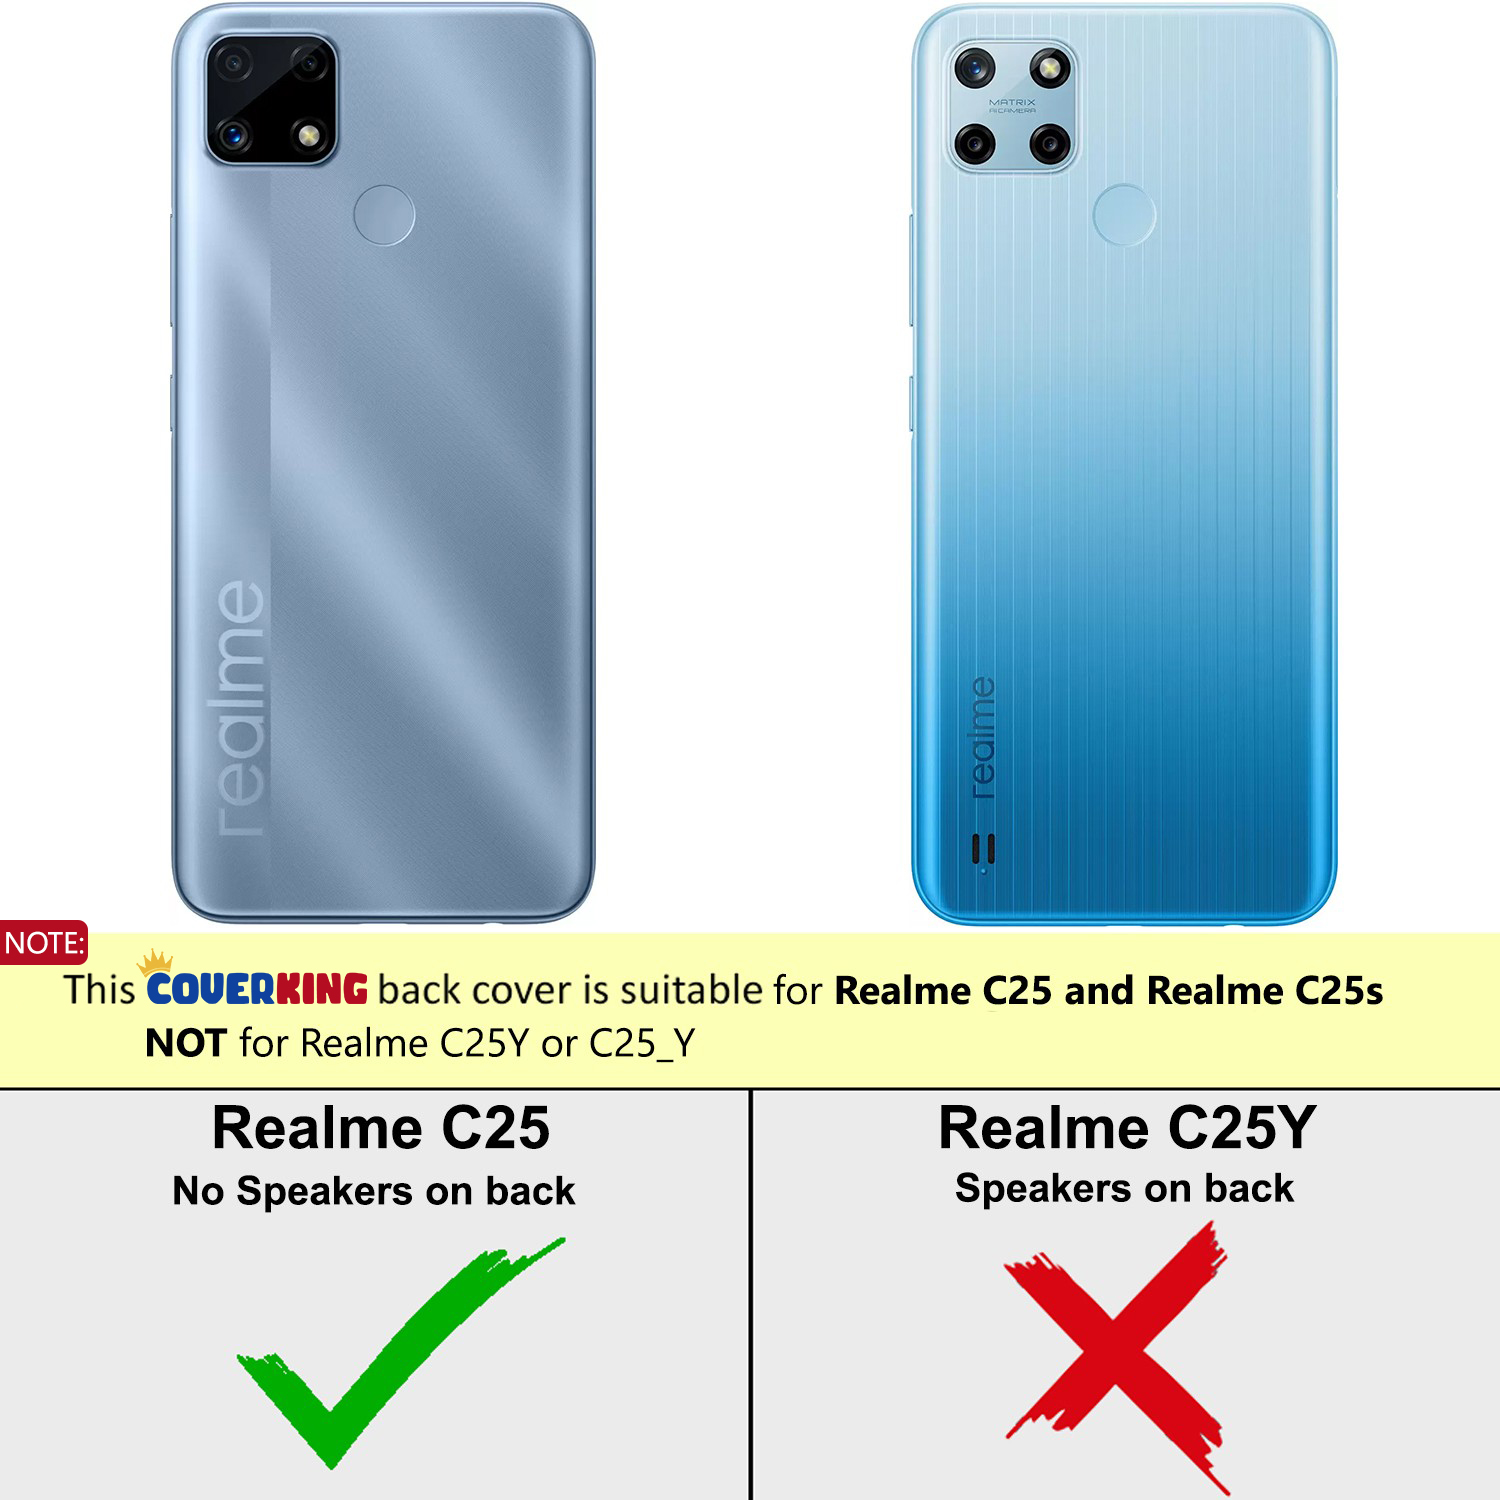 MATRIX
AI CAMERA
realme
realme
NOTE:
This COVERKING back cover is suitable for Realme C25 and Realme C25s
NOT for Realme C25Y or C25_Y
Realme C25
No Speakers on back
Realme C25Y
Speakers on back